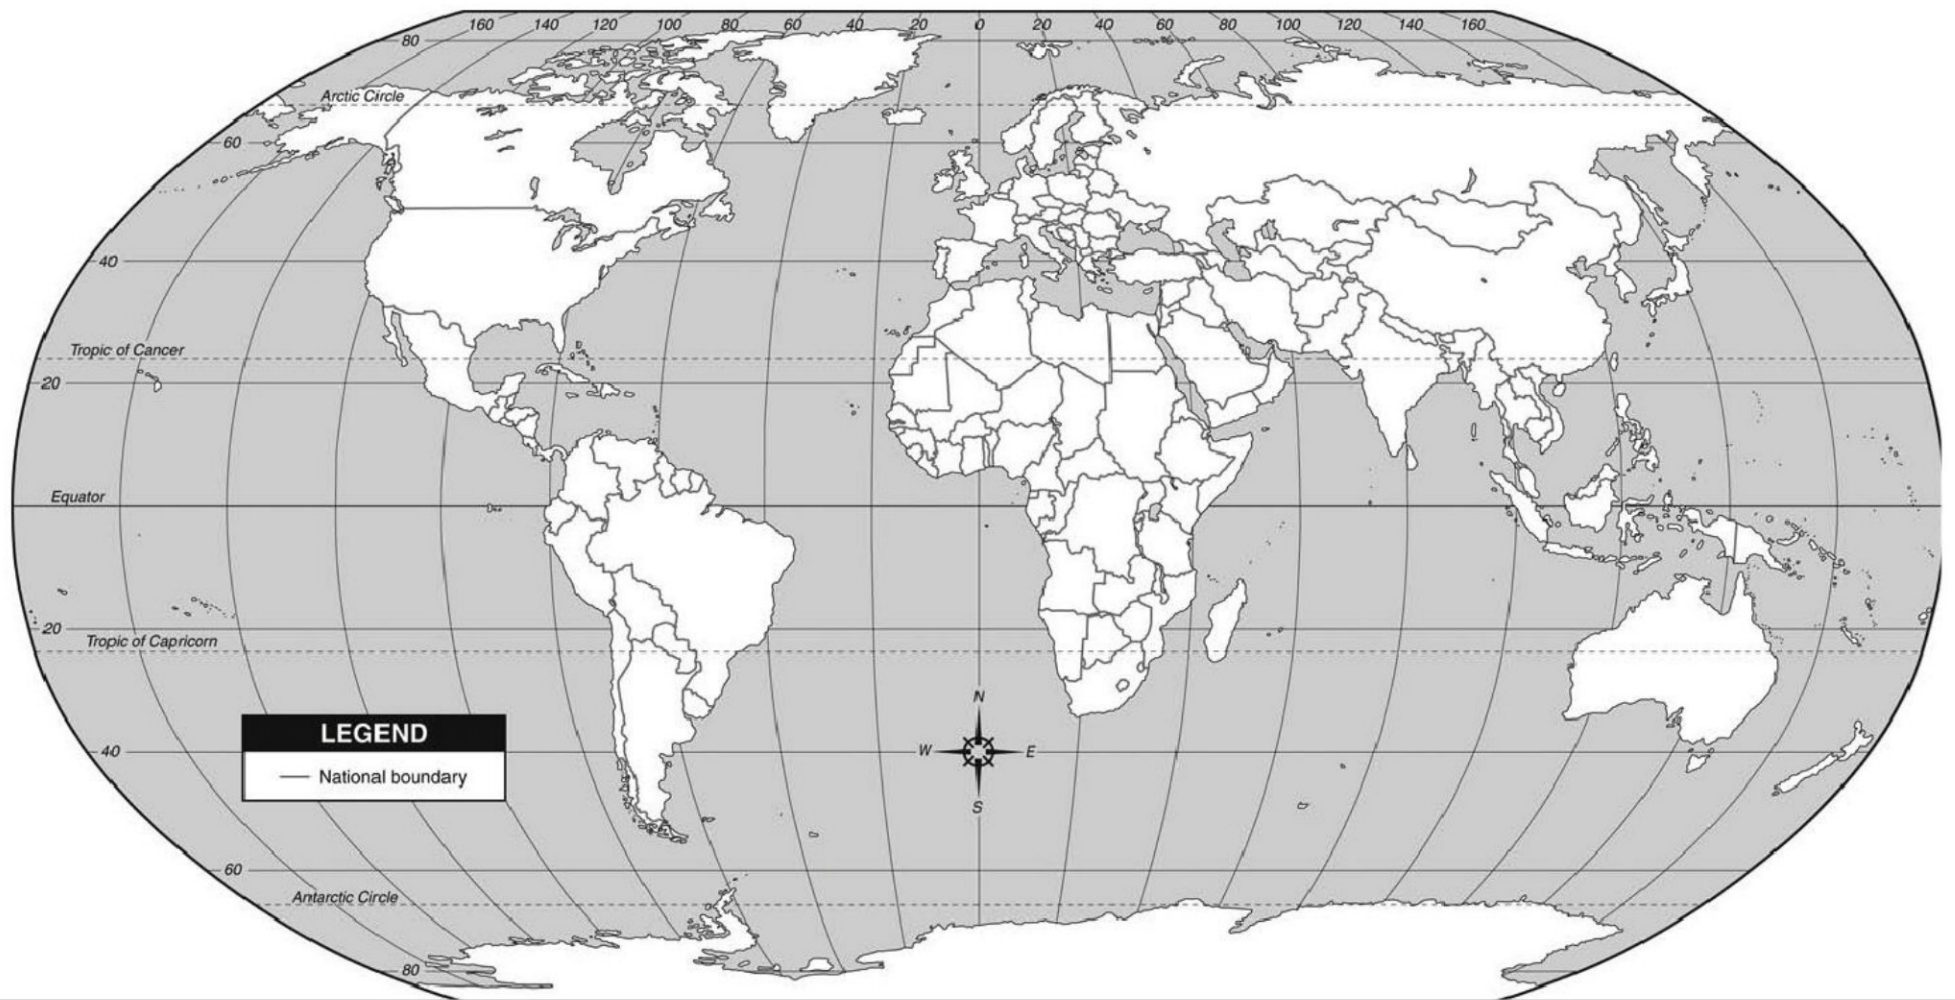 160 140 120 100 80 60 40 20 0 20 40 60 80 100 120 140 160
80
Arctic Circle
60
40
Tropic of Cancer
20
Equator
20
Tropic of Capricorn
N
W E
S
LEGEND
National boundary
40
60
Antarctic Circle
80